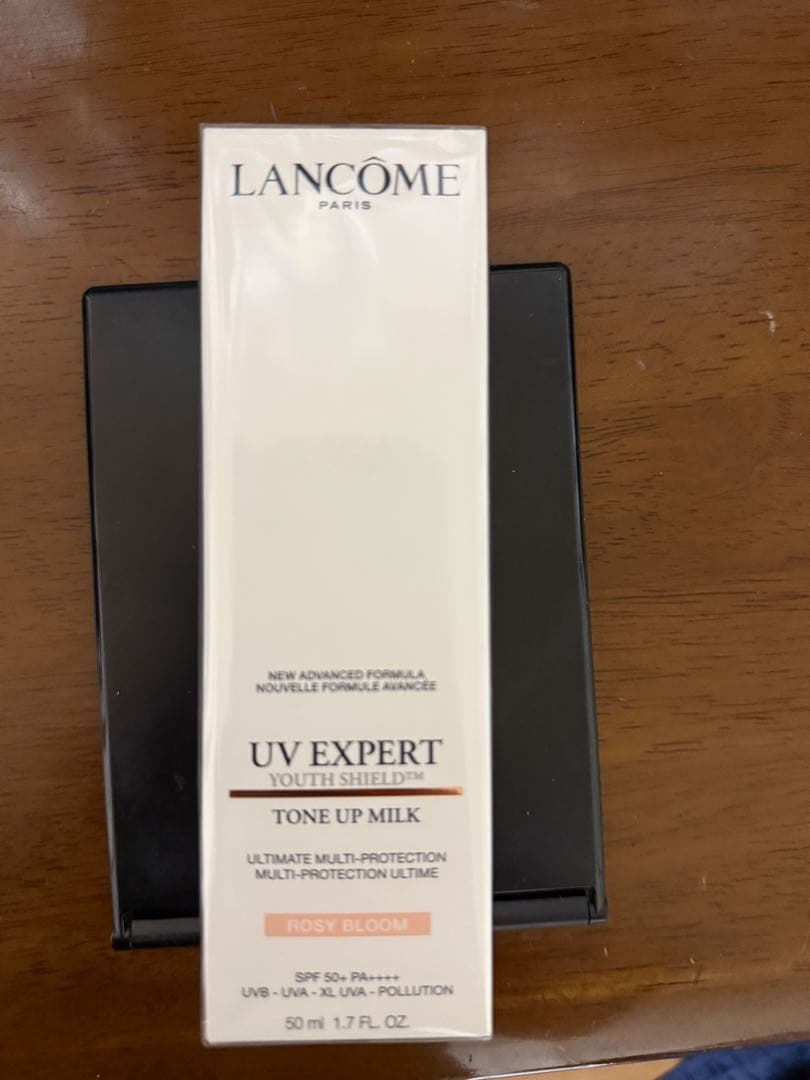 LANCÔME
PARIS
NEW ADVANCED FORMULA
NOUVELLE FORMULE AVANCÉE
UV EXPERT
YOUTH SHIELD™
TONE UP MILK
ULTIMATE MULTI-PROTECTION
MULTI-PROTECTION ULTIME
ROSY BLOOM
SPF 50+ PA++++
UVB - UVA - XL UVA - POLLUTION
50 ml 1.7 FL. OZ.